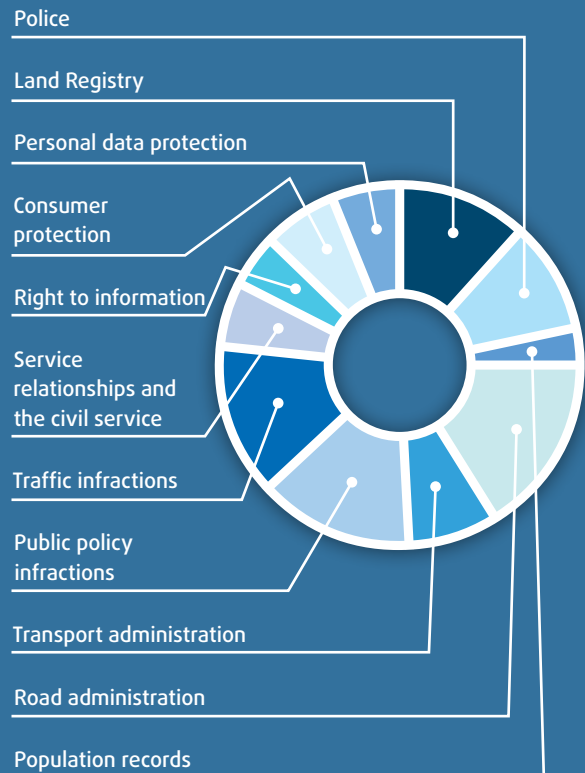 Police
Land Registry
Personal data protection
Consumer
protection
Right to information
Service
relationships and
the civil service
Traffic infractions
Public policy
infractions
Transport administration
Road administration
Population records